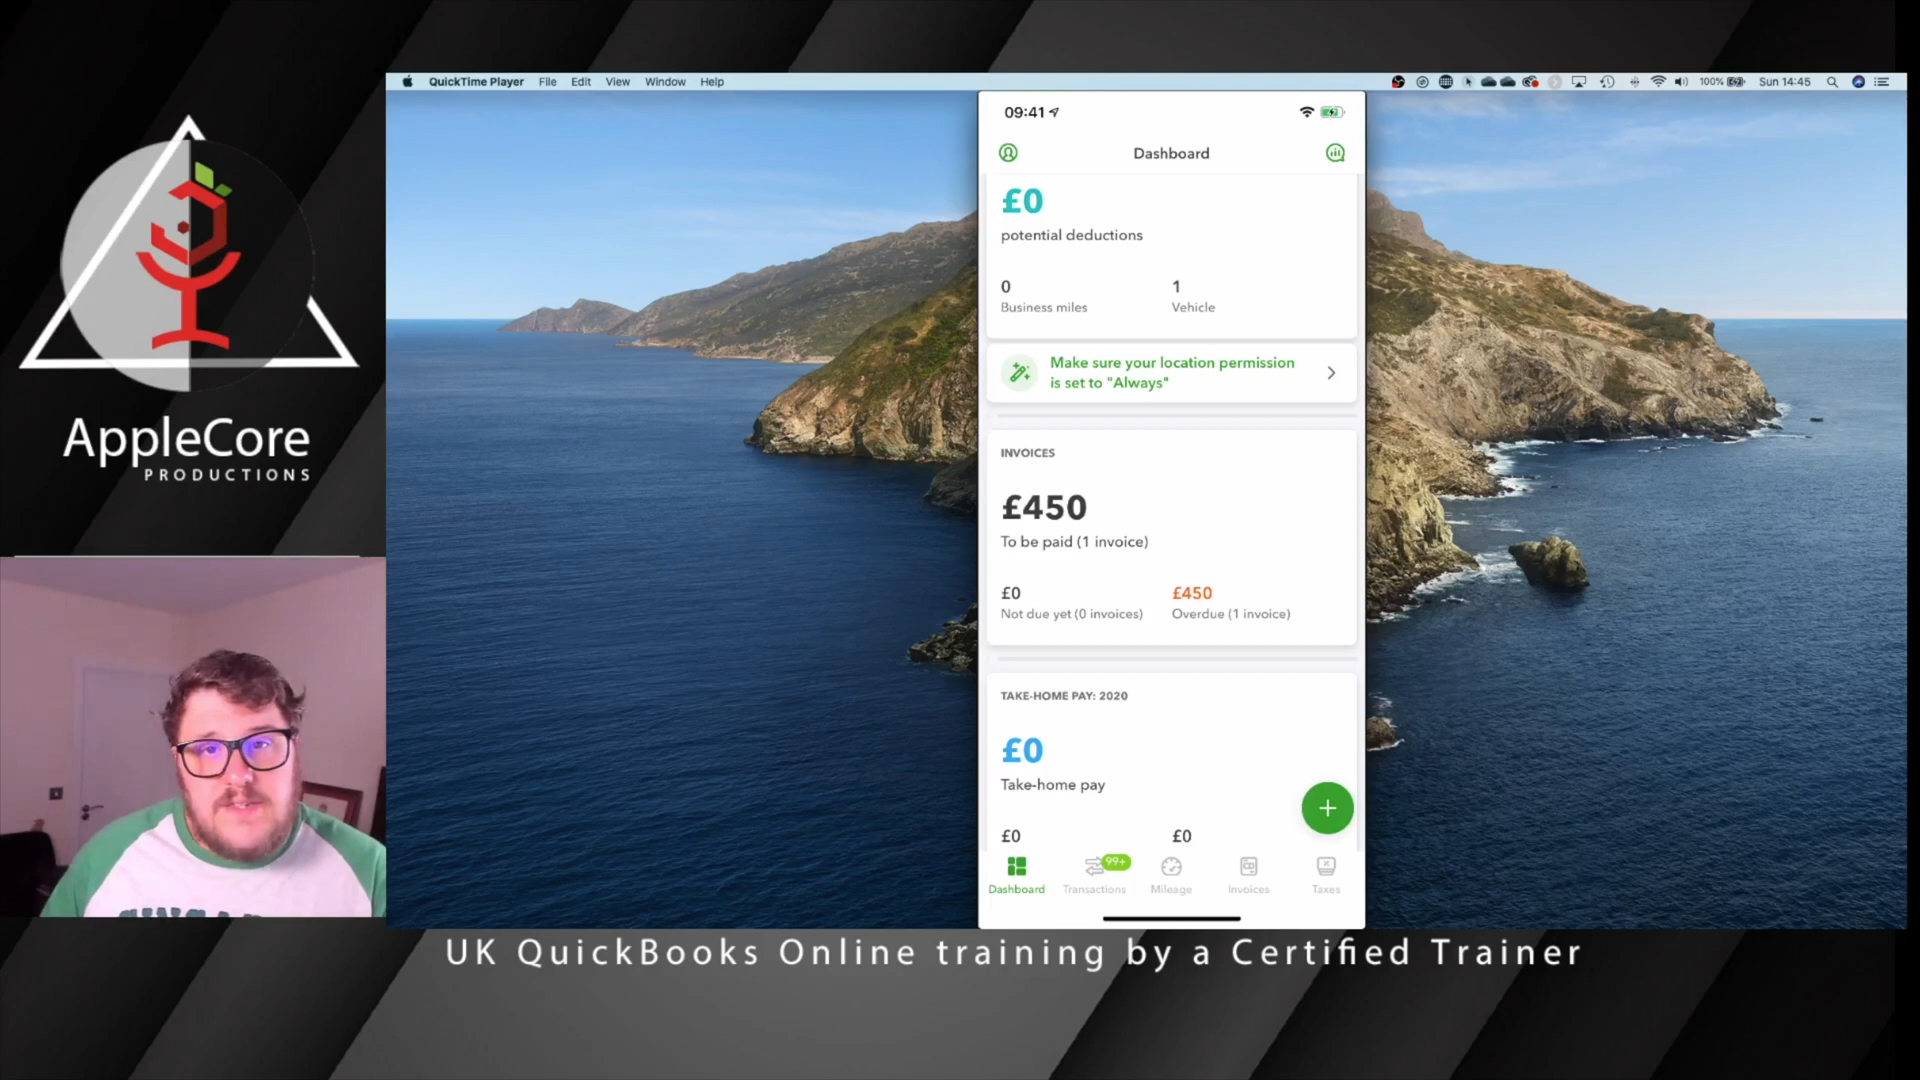 QuickTime Player File Edit View Window Help
100% Sun 14:45
AppleCore
PRODUCTIONS
09:41
Dashboard
£0
potential deductions
0 1
Business miles Vehicle
Make sure your location permission
is set to "Always"
INVOICES
£450
To be paid (1 invoice)
£0 £450
Not due yet (0 invoices) Overdue (1 invoice)
TAKE-HOME PAY: 2020
£0
Take-home pay
£0 £0
99+
Dashboard Transactions Mileage Invoices Taxes
UK QuickBooks Online training by a Certified Trainer